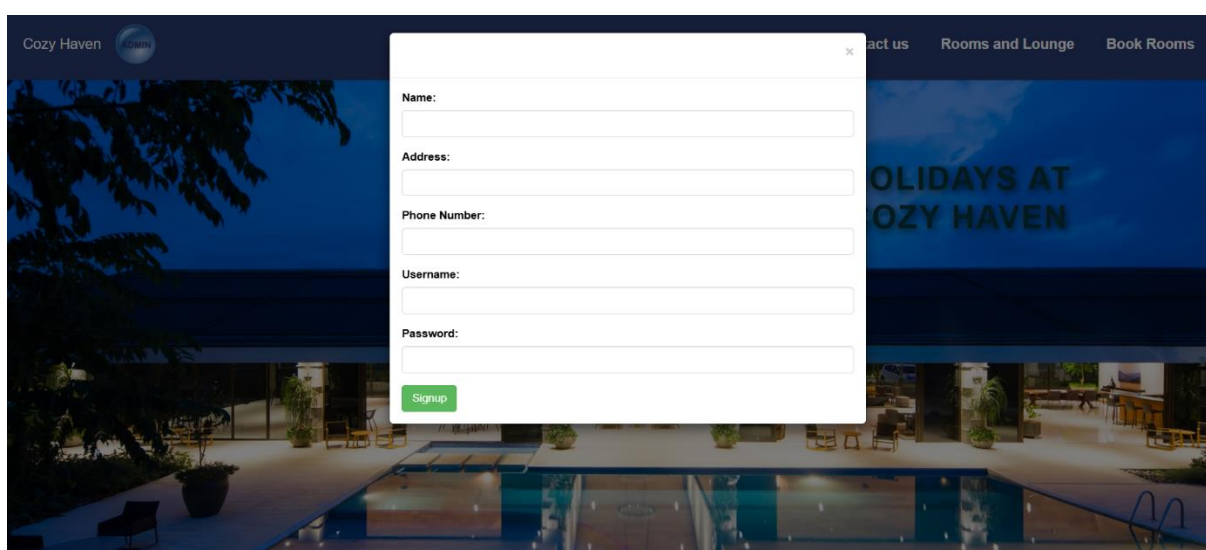 Cozy Haven
ADMIN
×
tact us
Rooms and Lounge
Book Rooms
Name:
Address:
OLIDAYS AT
OZY HAVEN
Phone Number:
Username:
Password:
Signup